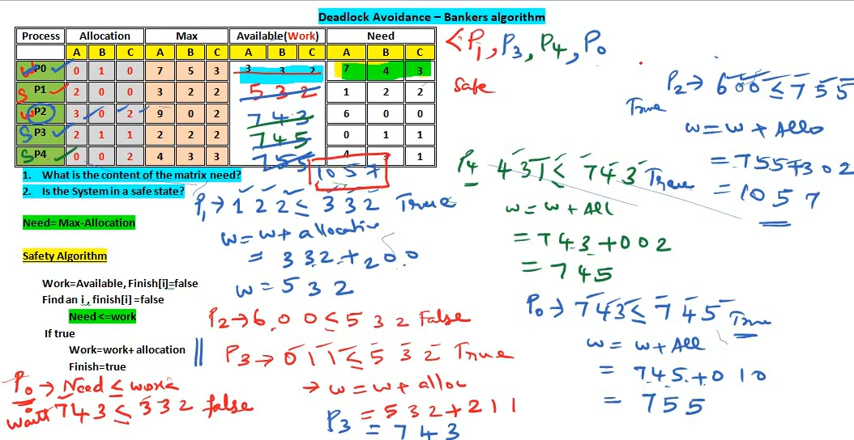 Deadlock Avoidance – Bankers algorithm
Process Allocation Max Available(Work) Need
A B C A B C A B C A B C
P0 0 1 0 7 5 3 3 3 2 7 4 3
S P1 2 0 0 3 2 2 5 3 2 1 2 2
P2 3 0 2 9 0 2 7 4 3 6 0 0
S P3 2 1 1 2 2 2 7 4 5 0 1 1
S P4 0 0 2 4 3 3 7 5 5 4 3 1
10 5 7
<P1, P3, P4, P0
Safe
1. What is the content of the matrix need?
2. Is the System in a safe state?
Need= Max-Allocation
Safety Algorithm
Work=Available, Finish[i]=false
Find an i, finish[i] =false
Need <=work
If true
Work=work+ allocation
Finish=true
P0 → Need ≤ work
wait 7 4 3 ≤ 3 3 2 false
P1 → 1 2 2 ≤ 3 3 2 True
w = w + allocation
= 3 3 2 + 2 0 0
w = 5 3 2
P2 → 6 0 0 ≤ 5 3 2 False
P3 → 0 1 1 ≤ 5 3 2 True
→ w = w + alloc
= 5 3 2 + 2 1 1
P3 = 7 4 3
P4 4 3 1 ≤ 7 4 3 True
w = w + All
= 7 4 3 + 0 0 2
= 7 4 5
P0 → 7 4 3 ≤ 7 4 5 True
w = w + All
= 7 4 5 + 0 1 0
= 7 5 5
P2 → 6 0 0 ≤ 7 5 5
True
w = w + Allo
= 7 5 5 + 3 0 2
= 10 5 7